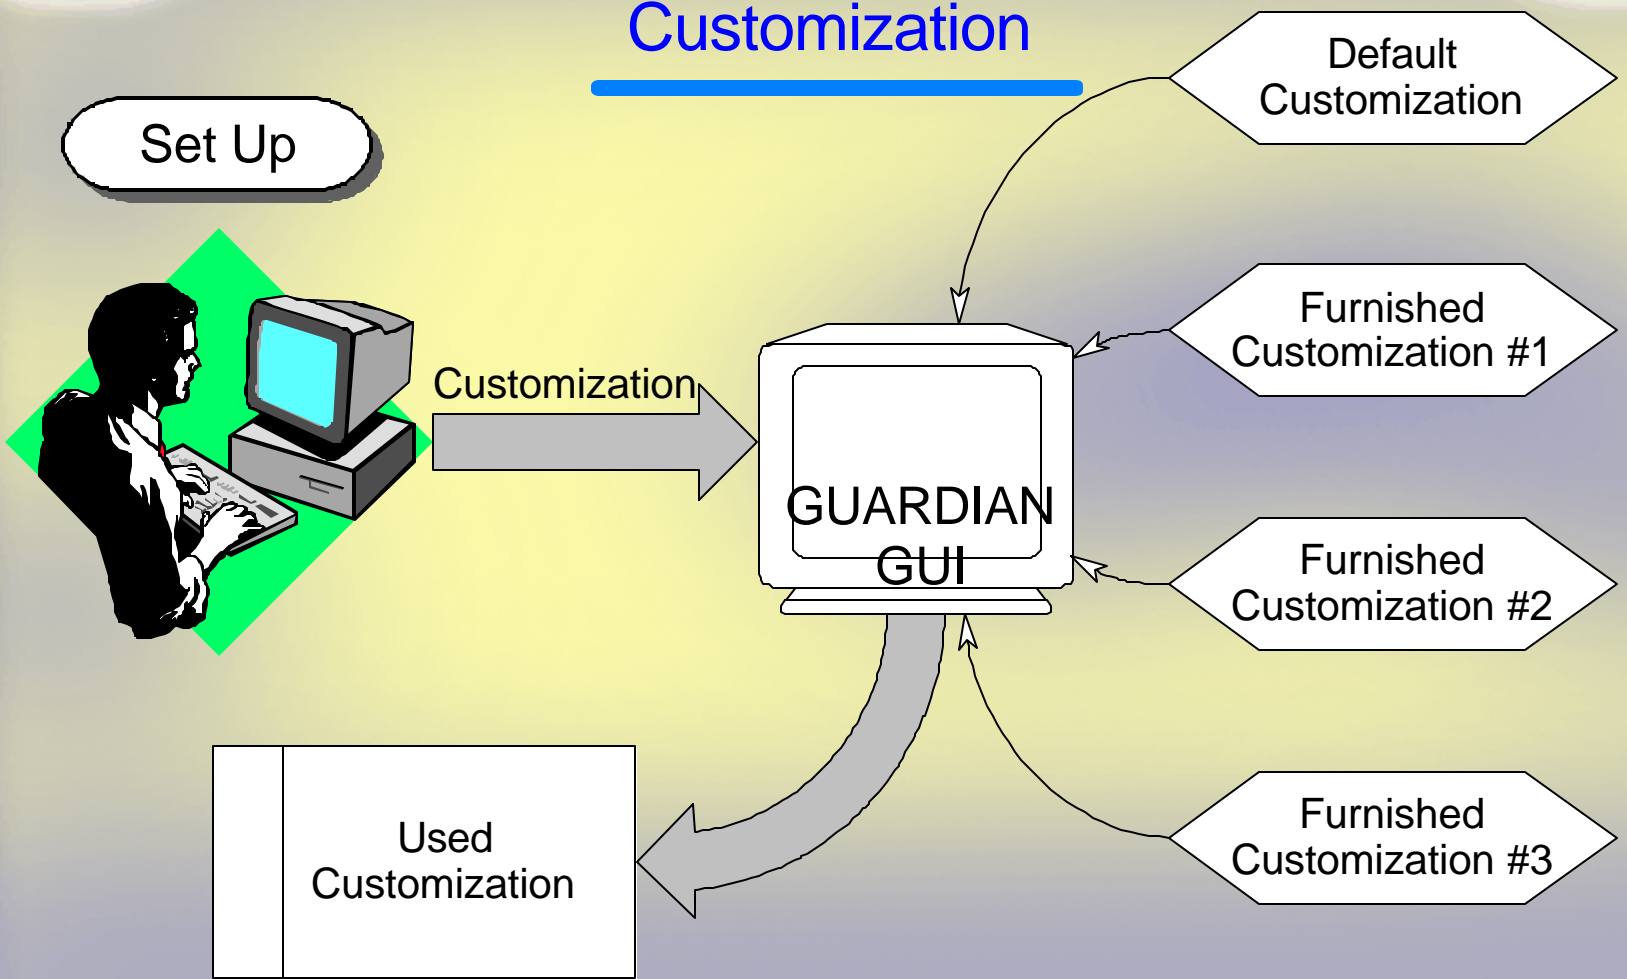 Customization
Set Up
Default
Customization
Furnished
Customization #1
Customization
GUARDIAN
GUI
Furnished
Customization #2
Used
Customization
Furnished
Customization #3